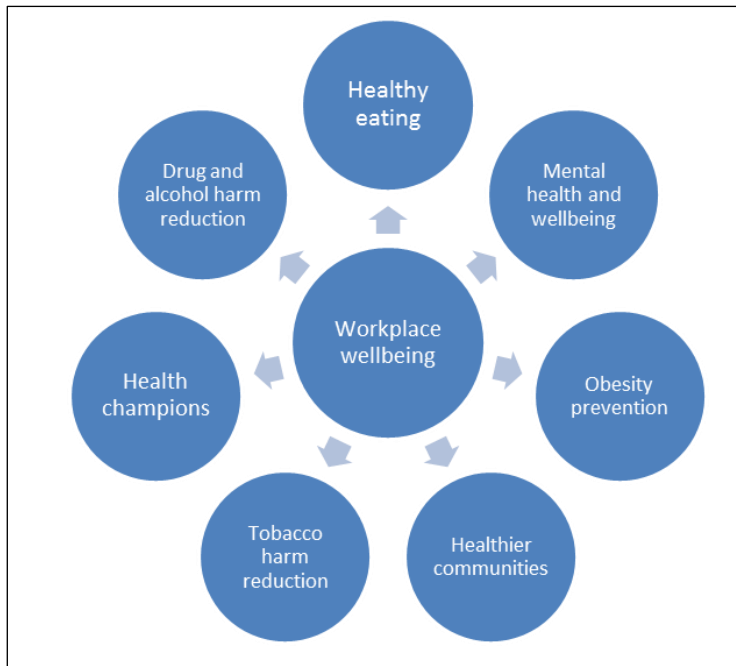 Healthy
eating
Mental
health and
wellbeing
Obesity
prevention
Healthier
communities
Tobacco
harm
reduction
Health
champions
Drug and
alcohol harm
reduction
Workplace
wellbeing